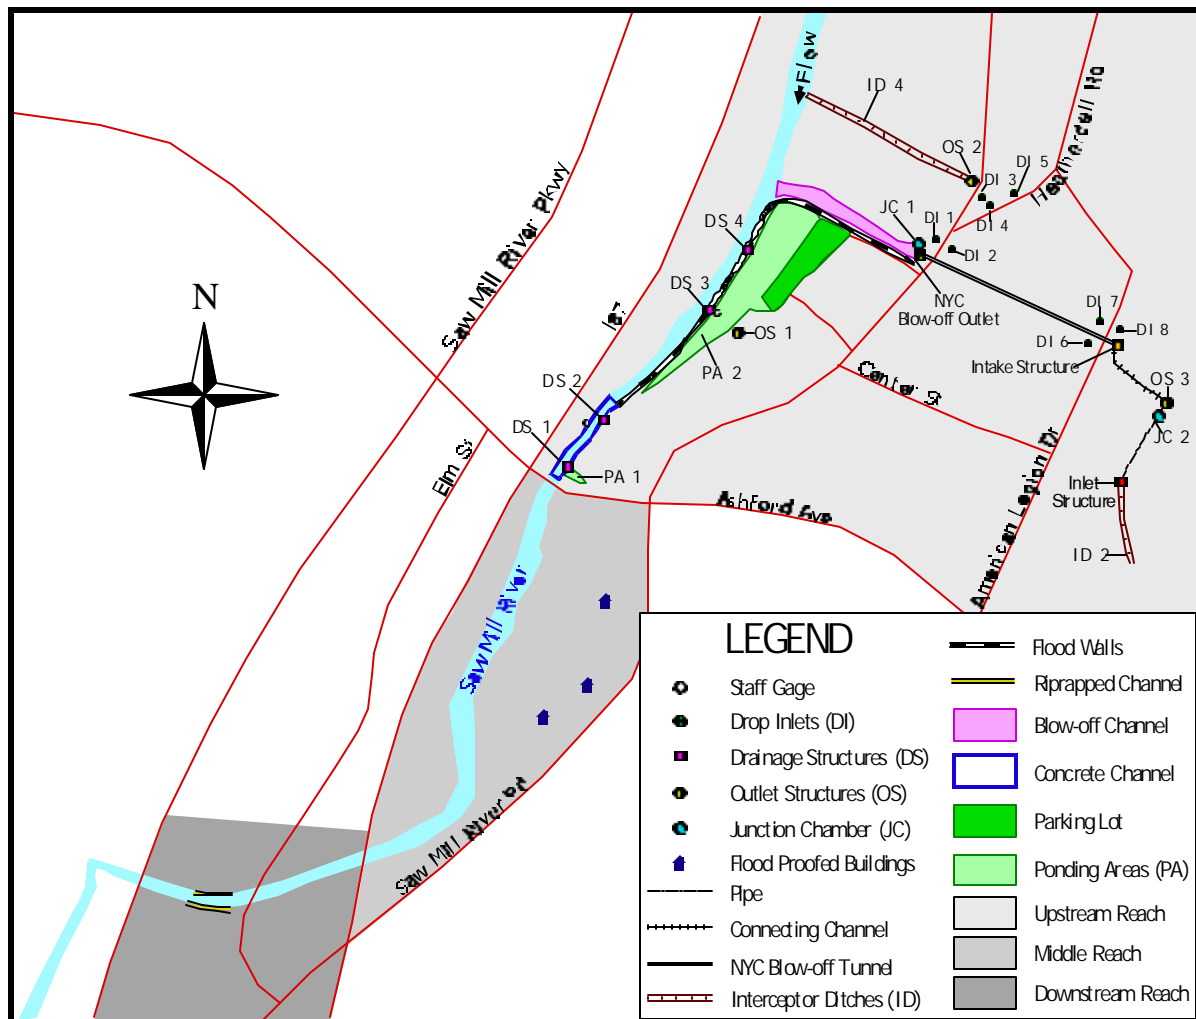 Flow
ID 4
OS 2
DI 5
DI 3
DI 4
Heatherdell Rd
JC 1
DI 1
DI 2
DS 4
Saw Mill River Pkwy
N
DS 3
I87
NYC
Blow-off Outlet
DI 7
DI 8
DI 6
OS 1
Intake Structure
PA 2
Center St
OS 3
DS 2
JC 2
DS 1
Elm St
PA 1
Inlet
Structure
Ashford Ave
American Legion Dr
ID 2
Saw Mill River
Saw Mill River Rd
LEGEND
Staff Gage
Drop Inlets (DI)
Drainage Structures (DS)
Outlet Structures (OS)
Junction Chamber (JC)
Flood Proofed Buildings
Pipe
Connecting Channel
NYC Blow-off Tunnel
Interceptor Ditches (ID)
Flood Walls
Riprapped Channel
Blow-off Channel
Concrete Channel
Parking Lot
Ponding Areas (PA)
Upstream Reach
Middle Reach
Downstream Reach